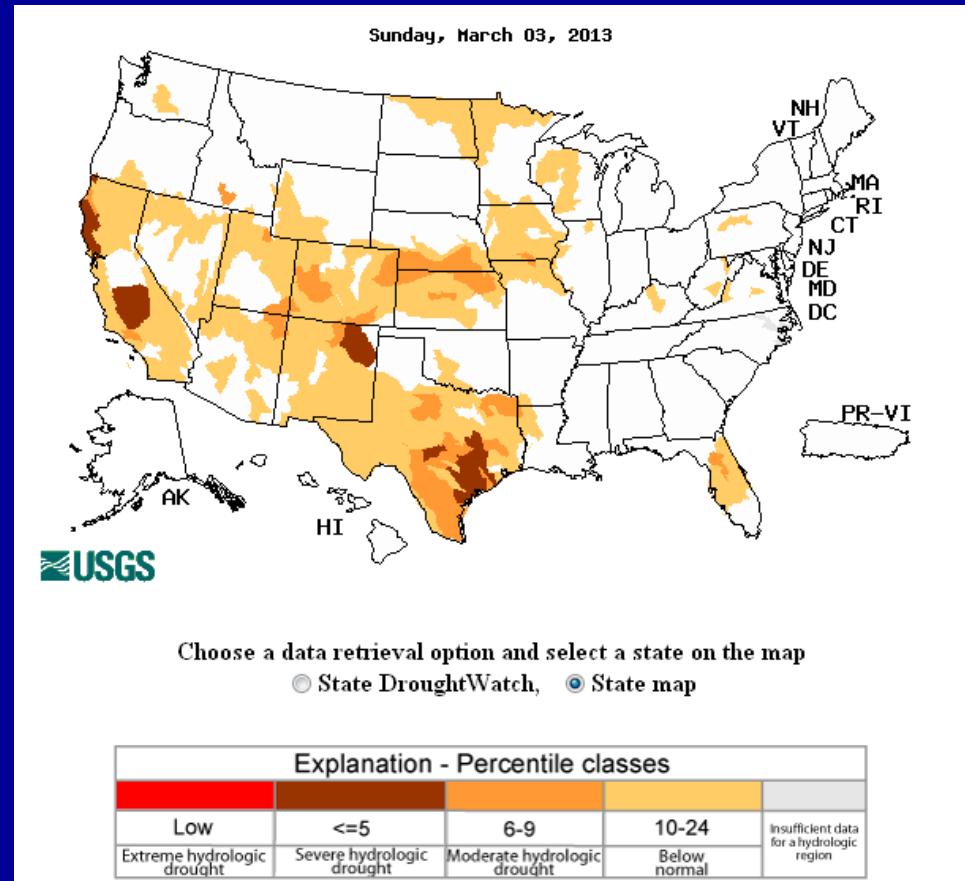 Sunday, March 03, 2013
NH
VT
MA
RI
CT
NJ
DE
MD
DC
PR-VI
AK
HI
USGS
Choose a data retrieval option and select a state on the map
State DroughtWatch, State map
Explanation - Percentile classes
Low <=5 6-9 10-24 Insufficient data for a hydrologic region
Extreme hydrologic drought Severe hydrologic drought Moderate hydrologic drought Below normal